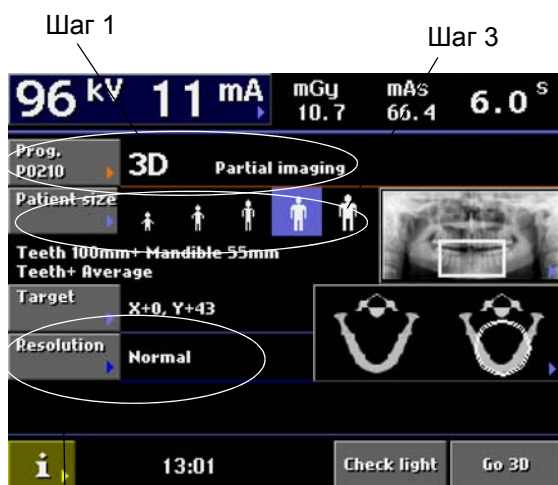 Шаг 1
Шаг 3
96 kV 11 mA mGy 10.7 mAs 66.4 6.0 s
Prog. P0210 3D Partial imaging
Patient size
Teeth 100mm+ Mandible 55mm
Teeth+ Average
Target X+0, Y+43
Resolution Normal
i 13:01 Check light Go 3D